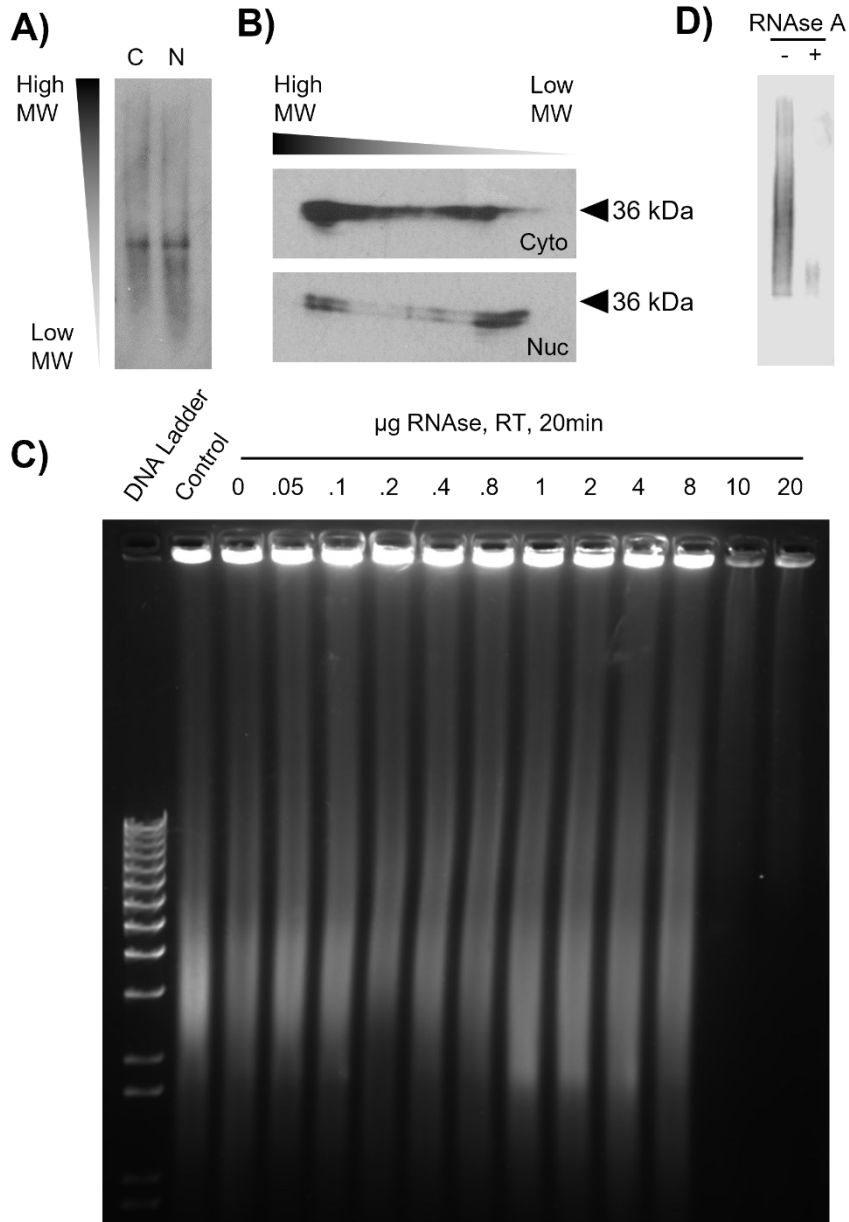 A)
C N
High
MW
Low
MW
B)
High
MW
Low
MW
36 kDa
Cyto
36 kDa
Nuc
D)
RNAse A
- +
C)
DNA Ladder
Control
µg RNAse, RT, 20min
0 .05 .1 .2 .4 .8 1 2 4 8 10 20